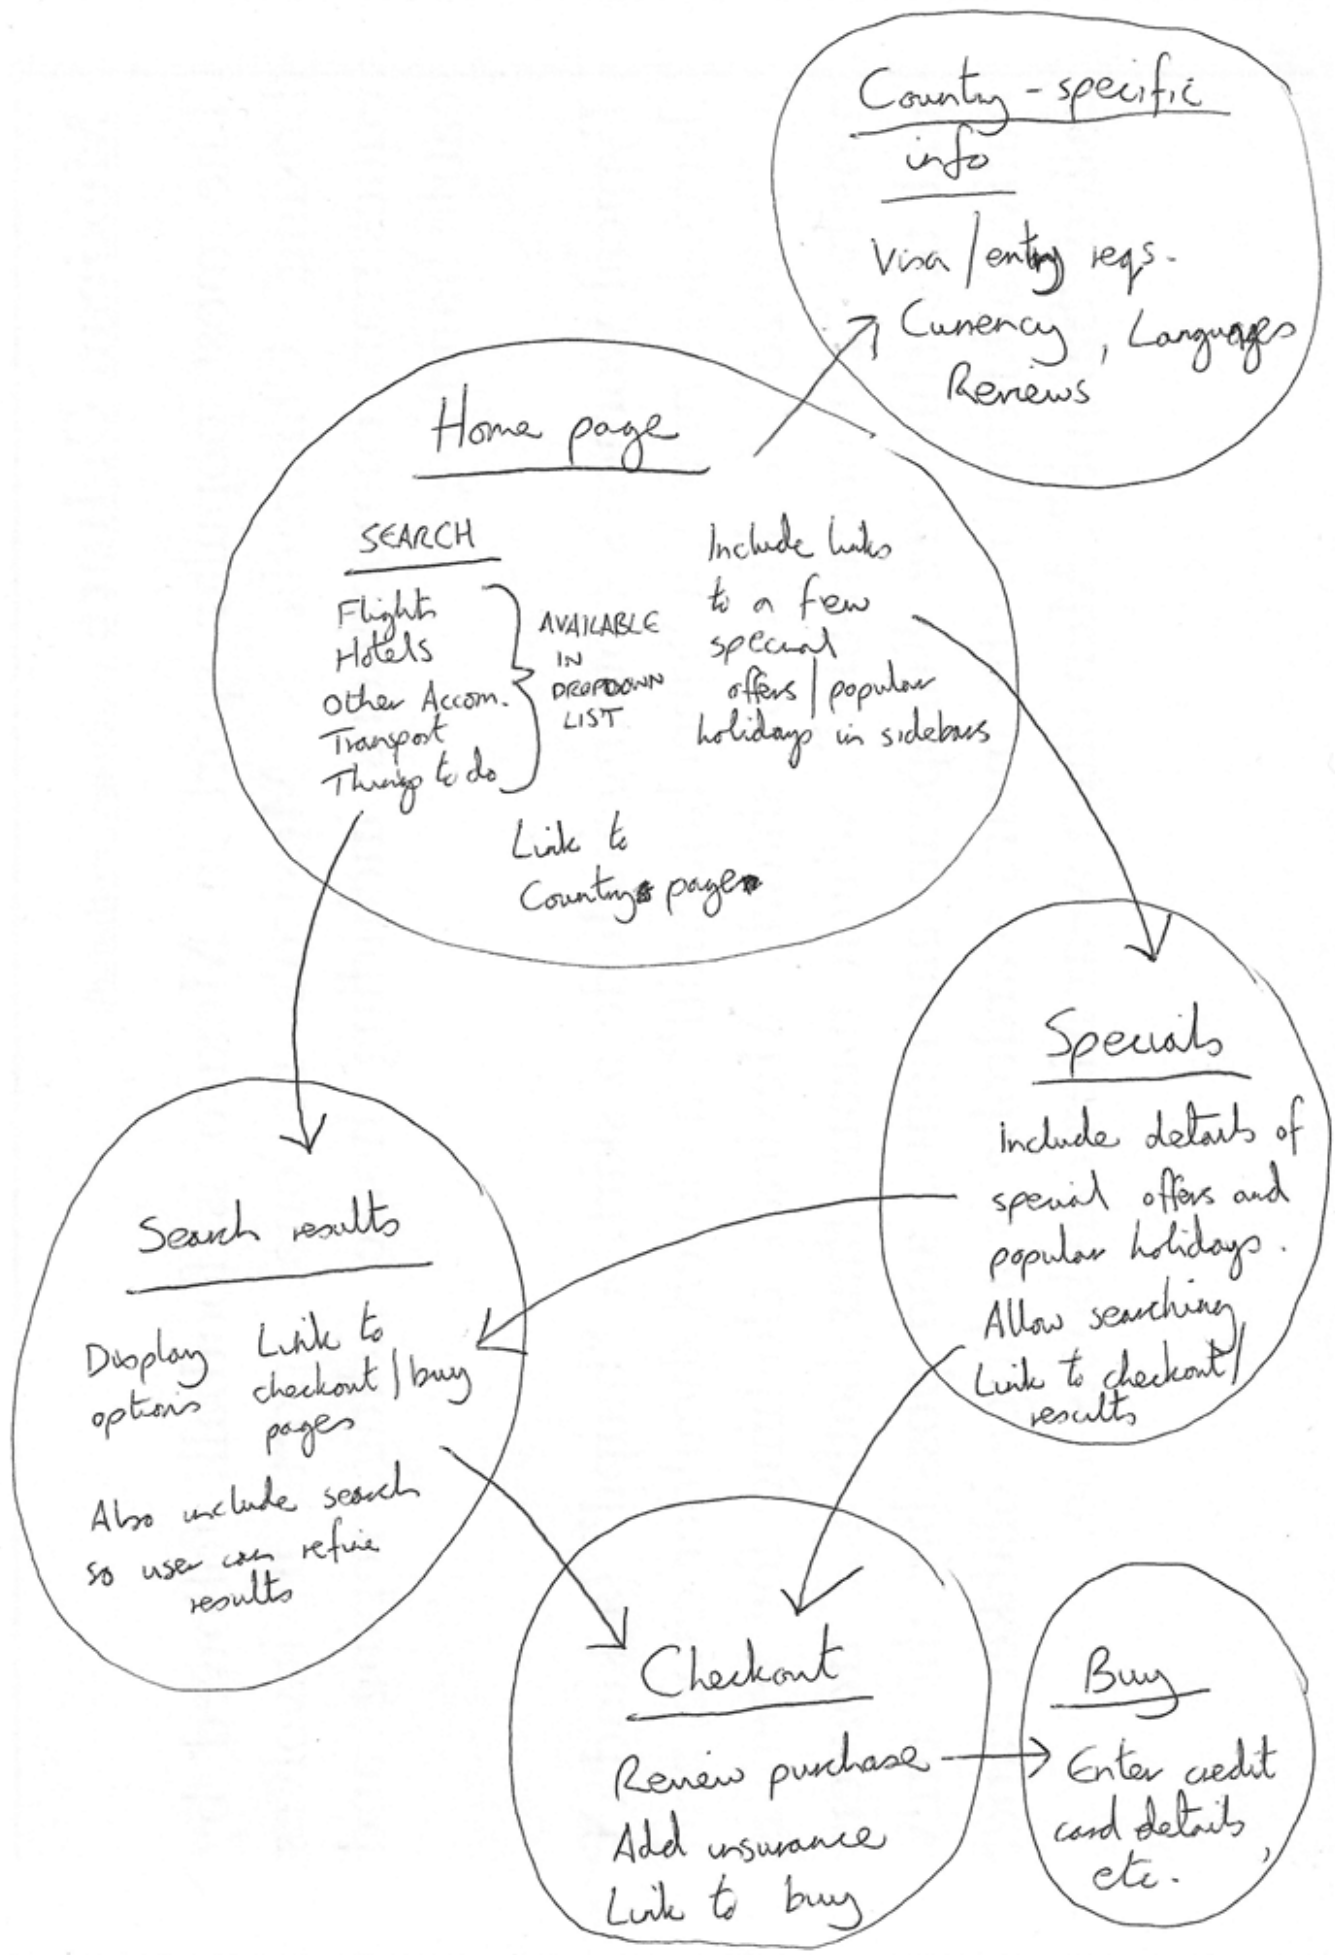 Country-specific
info
Visa / entry reqs.
Currency, Languages
Reviews
Home page
SEARCH
Flights
Hotels
Other Accom.
Transport
Things to do
AVAILABLE
IN
DROPDOWN
LIST
Include links
to a few
special
offers / popular
holidays in sidebars
Link to
Country page
Specials
Include details of
special offers and
popular holidays.
Allow searching
Link to checkout /
results
Search results
Display
options
Link to
checkout / buy
pages
Also include search
so user can refine
results
Checkout
Review purchase
Add insurance
Link to buy
Buy
Enter credit
card details,
etc.